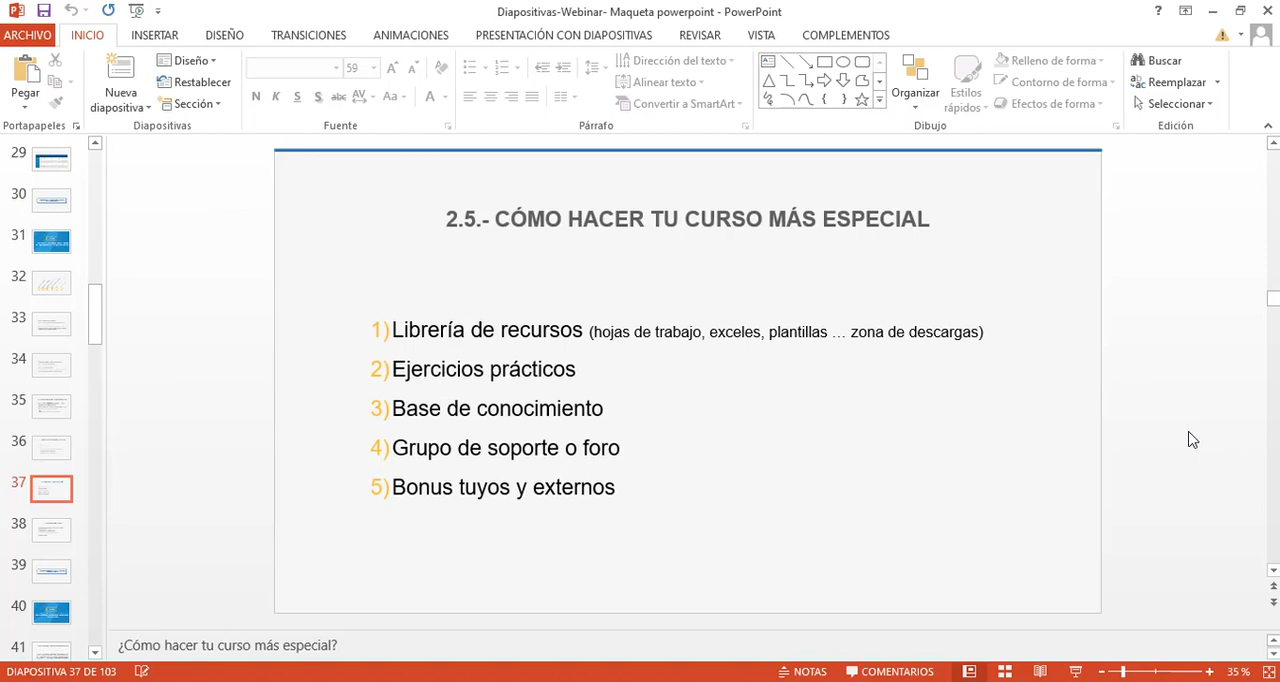 Diapositivas-Webinar- Maqueta powerpoint - PowerPoint
ARCHIVO INICIO INSERTAR DISEÑO TRANSICIONES ANIMACIONES PRESENTACIÓN CON DIAPOSITIVAS REVISAR VISTA COMPLEMENTOS
Pegar
Nueva diapositiva
Diseño
Restablecer
Sección
59
N K S S abc AV Aa A
Dirección del texto
Alinear texto
Convertir a SmartArt
Organizar
Estilos rápidos
Relleno de forma
Contorno de forma
Efectos de forma
Buscar
Reemplazar
Seleccionar
Portapapeles Diapositivas Fuente Párrafo Dibujo Edición
29
30
31
32
33
34
35
36
37
38
39
40
41
2.5.- CÓMO HACER TU CURSO MÁS ESPECIAL
1) Librería de recursos (hojas de trabajo, exceles, plantillas … zona de descargas)
2) Ejercicios prácticos
3) Base de conocimiento
4) Grupo de soporte o foro
5) Bonus tuyos y externos
¿Cómo hacer tu curso más especial?
DIAPOSITIVA 37 DE 103 NOTAS COMENTARIOS 35 %